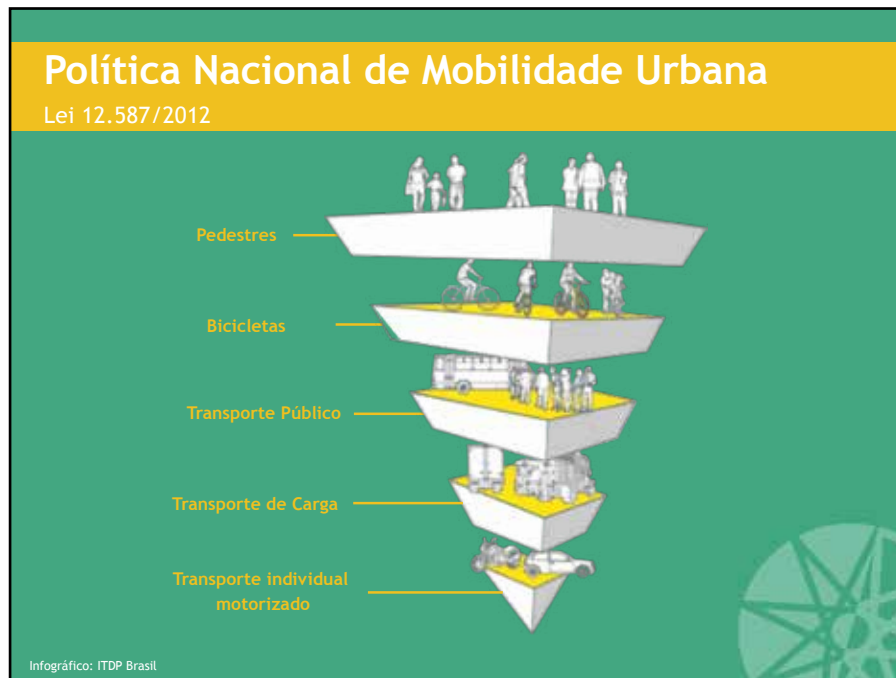 Política Nacional de Mobilidade Urbana
Lei 12.587/2012
Pedestres
Bicicletas
Transporte Público
Transporte de Carga
Transporte individual
motorizado
Infográfico: ITDP Brasil